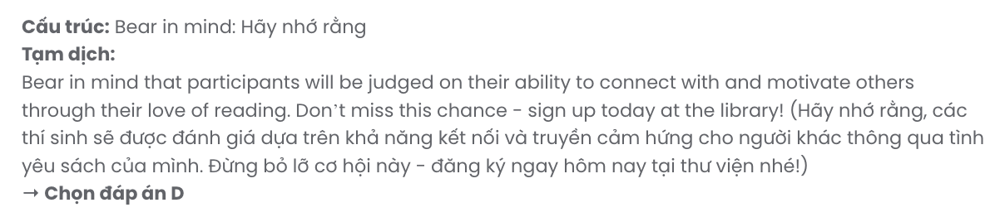 Cấu trúc: Bear in mind: Hãy nhớ rằng
Tạm dịch:
Bear in mind that participants will be judged on their ability to connect with and motivate others
through their love of reading. Don’t miss this chance - sign up today at the library! (Hãy nhớ rằng, các
thí sinh sẽ được đánh giá dựa trên khả năng kết nối và truyền cảm hứng cho người khác thông qua tình
yêu sách của mình. Đừng bỏ lỡ cơ hội này - đăng ký ngay hôm nay tại thư viện nhé!)
→ Chọn đáp án D